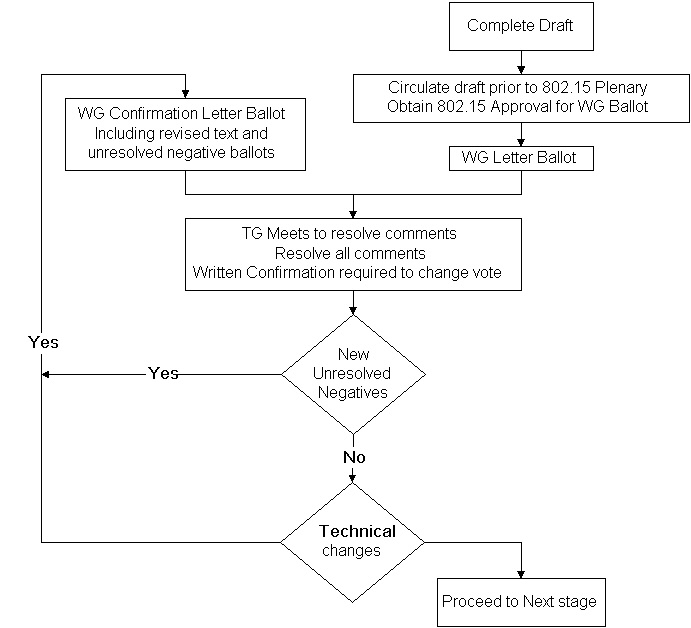 Complete Draft
Circulate draft prior to 802.15 Plenary
Obtain 802.15 Approval for WG Ballot
WG Confirmation Letter Ballot
Including revised text and
unresolved negative ballots
WG Letter Ballot
TG Meets to resolve comments
Resolve all comments
Written Confirmation required to change vote
Yes
New
Unresolved
Negatives
Yes
No
Technical
changes
Proceed to Next stage